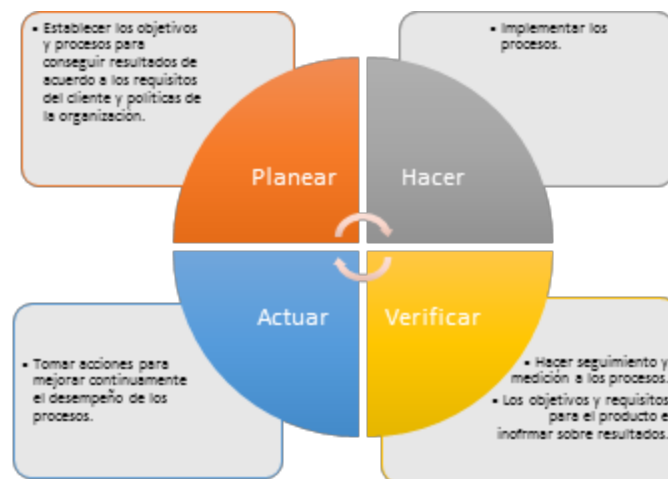 • Establecer los objetivos
y procesos para
conseguir resultados de
acuerdo a los requisitos
del cliente y políticas de
la organización.
• Implementar los
procesos.
Planear
Hacer
Actuar
Verificar
• Tomar acciones para
mejorar continuamente
el desempeño de los
procesos.
• Hacer seguimiento y
medición a los procesos.
• Los objetivos y requisitos
para el producto e
inofrmar sobre resultados.